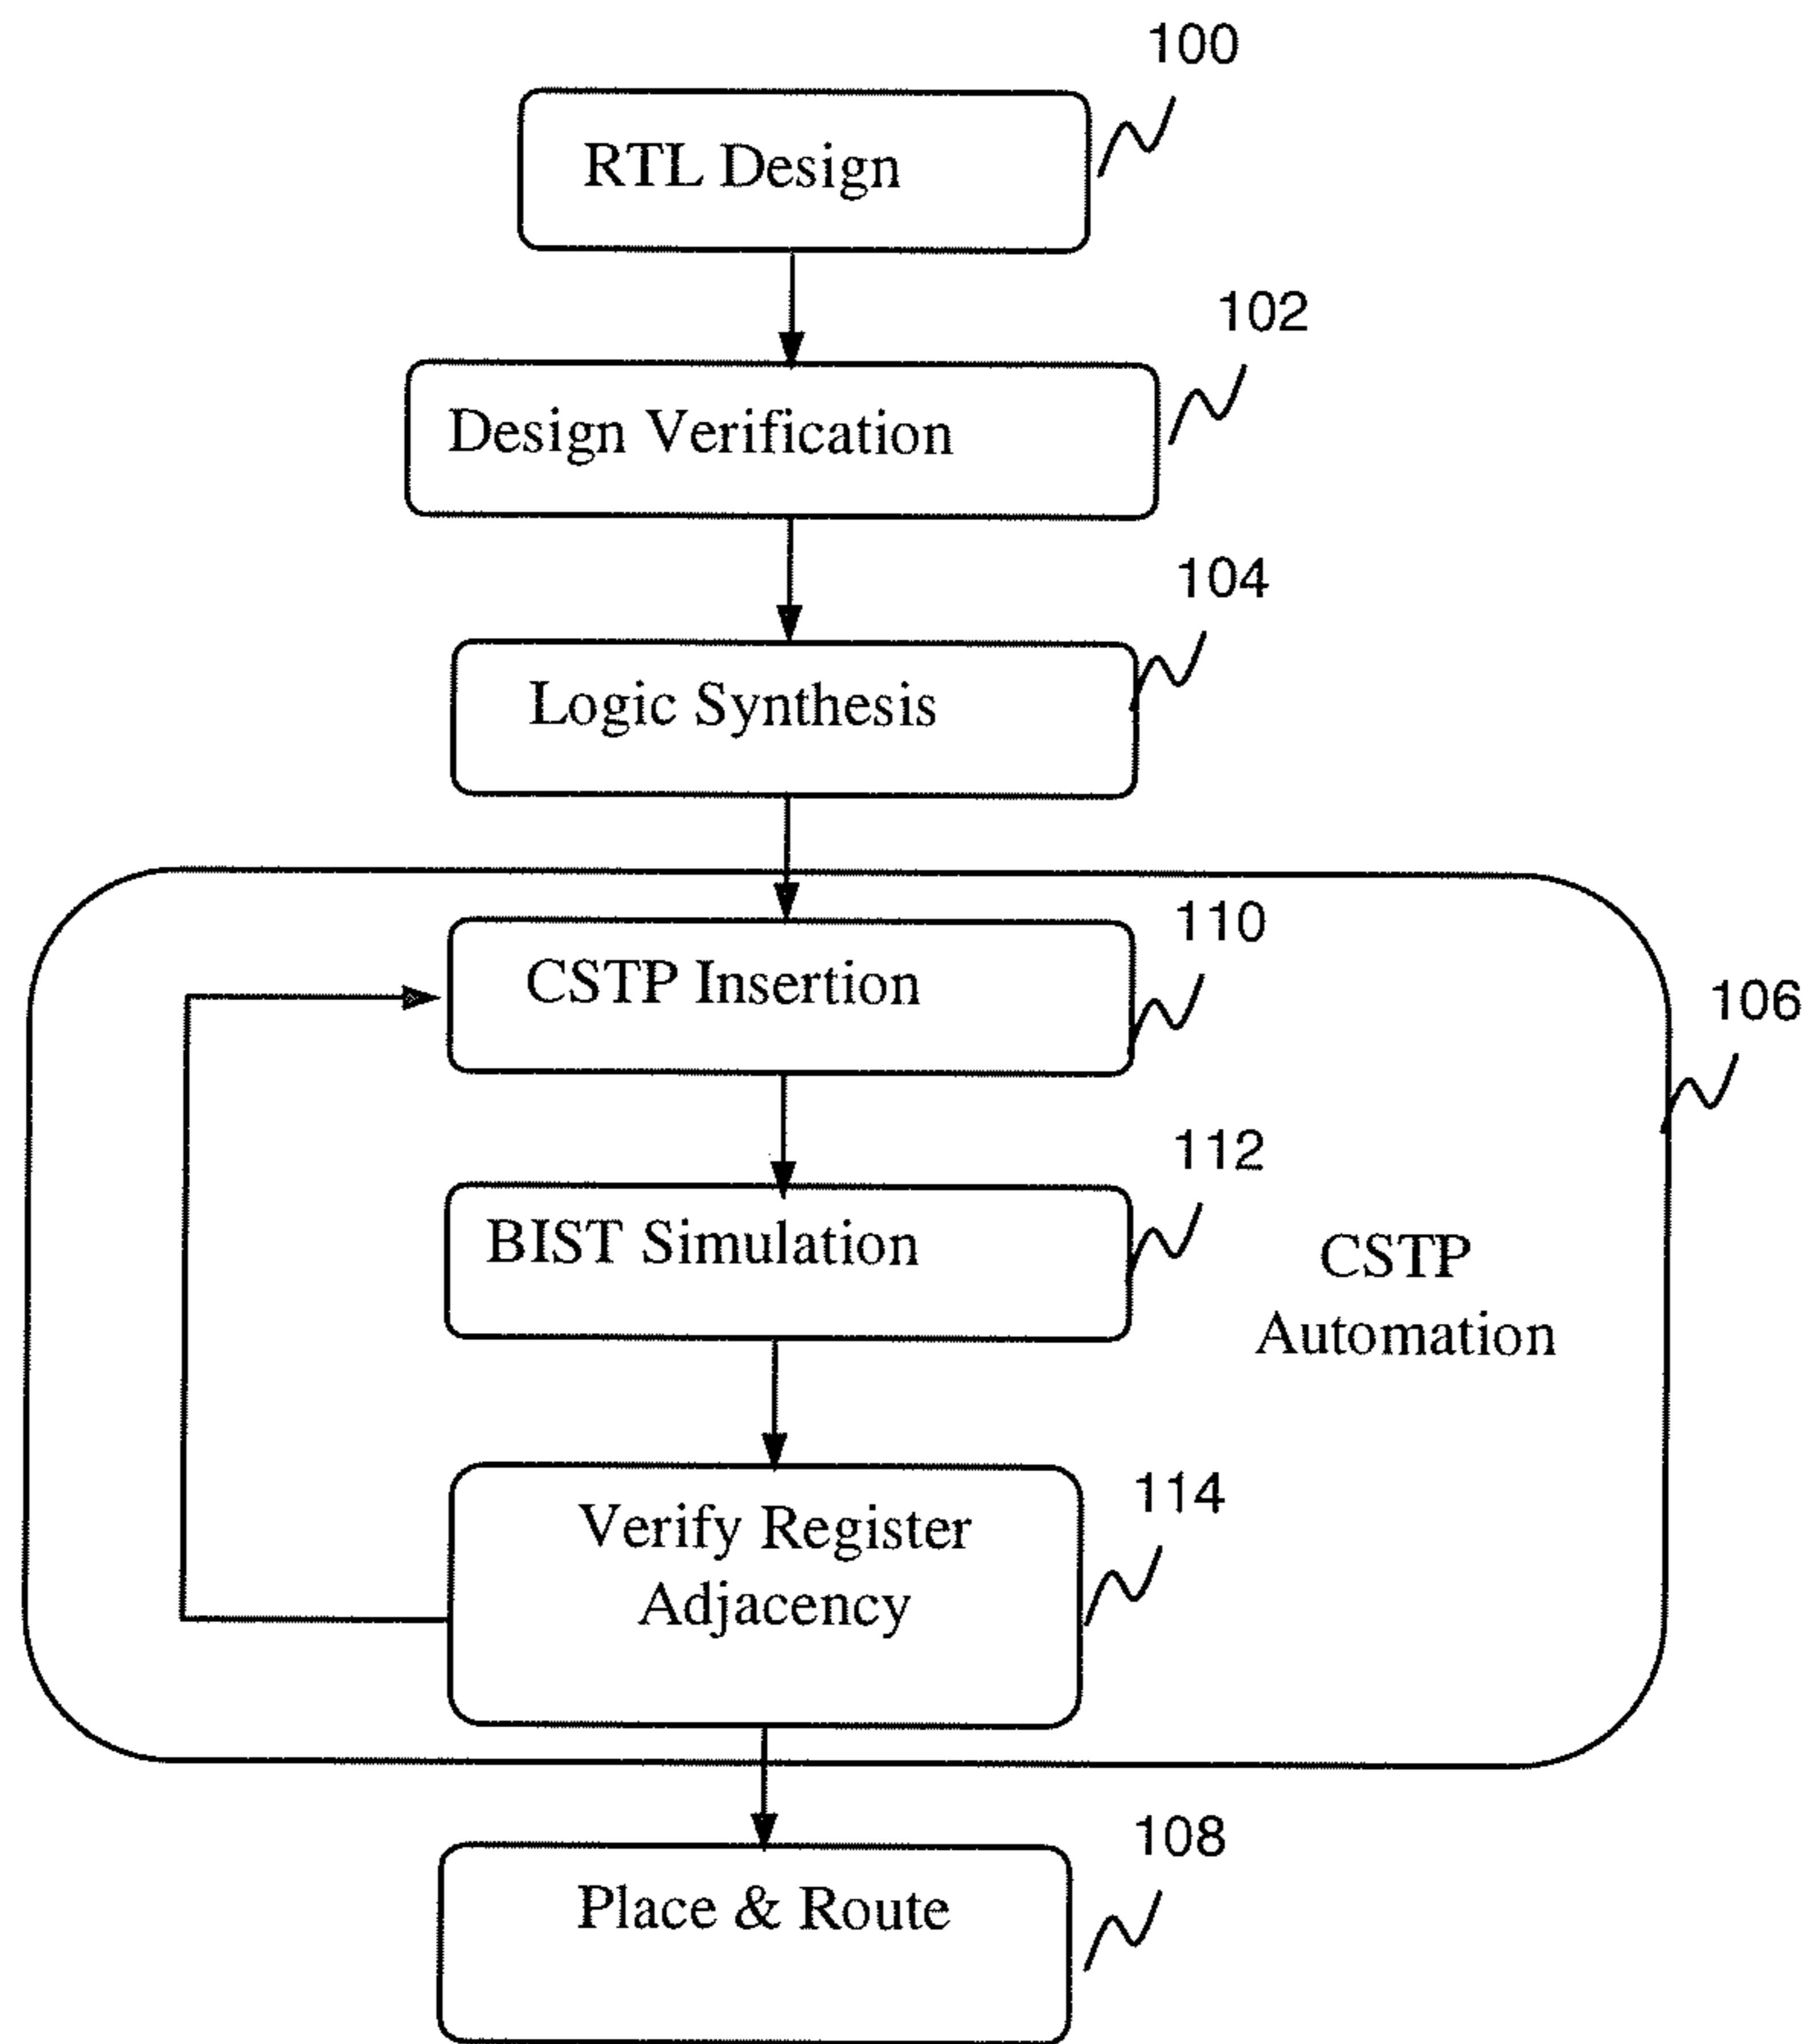 100
RTL Design
102
Design Verification
104
Logic Synthesis
110
CSTP Insertion
106
112
BIST Simulation
CSTP
Automation
114
Verify Register
Adjacency
108
Place & Route